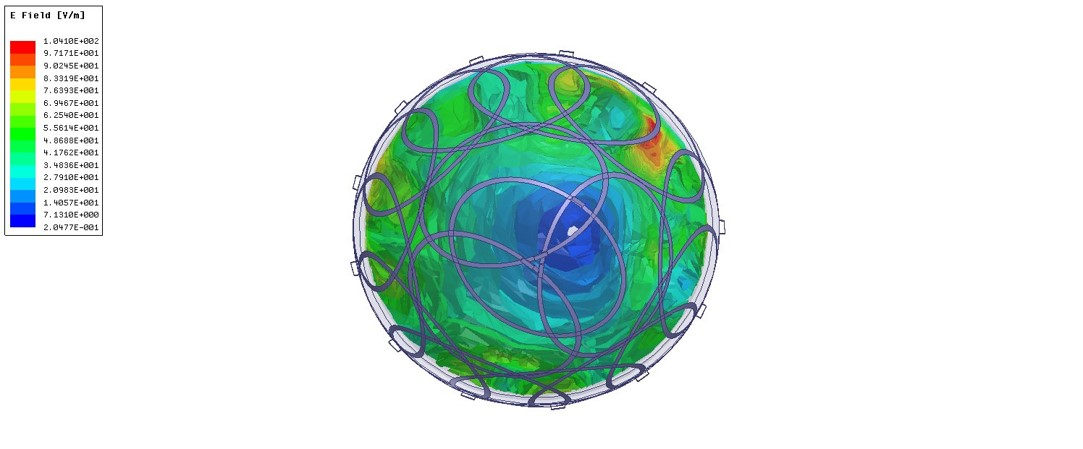 E Field [V/m]
1.0410E+002
9.7171E+001
9.0245E+001
8.3319E+001
7.6393E+001
6.9467E+001
6.2540E+001
5.5614E+001
4.8688E+001
4.1762E+001
3.4836E+001
2.7910E+001
2.0983E+001
1.4057E+001
7.1310E+000
2.0477E-001